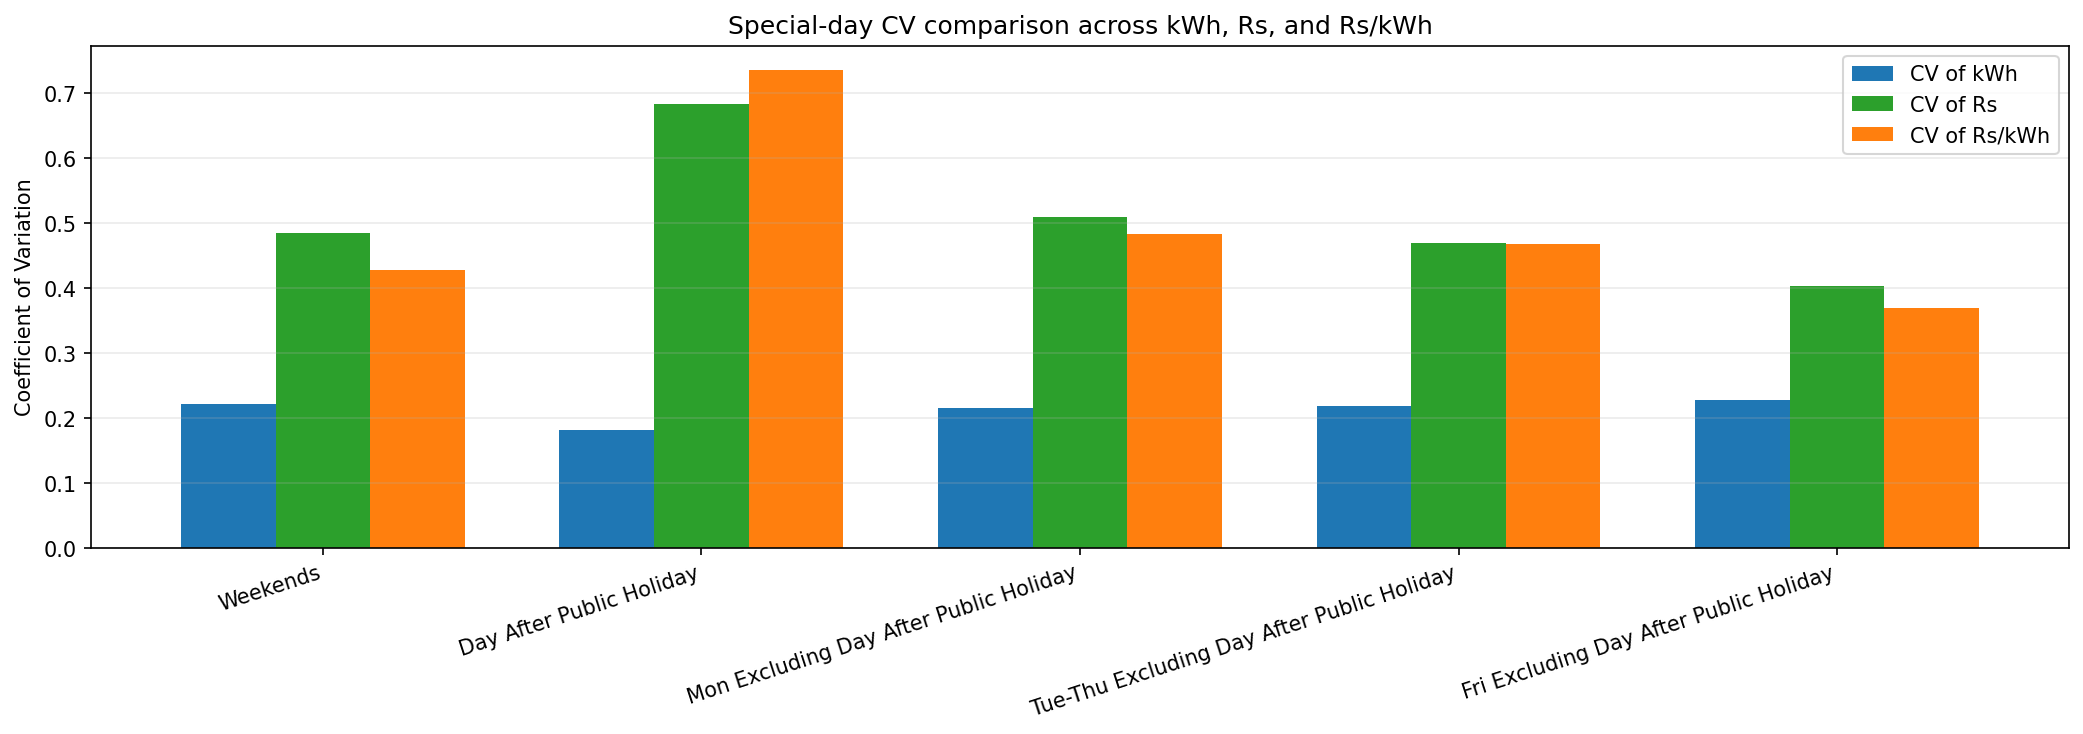 Special-day CV comparison across kWh, Rs, and Rs/kWh
CV of kWh
CV of Rs
CV of Rs/kWh
Coefficient of Variation
0.7
0.6
0.5
0.4
0.3
0.2
0.1
0.0
Weekends
Day After Public Holiday
Mon Excluding Day After Public Holiday
Tue-Thu Excluding Day After Public Holiday
Fri Excluding Day After Public Holiday